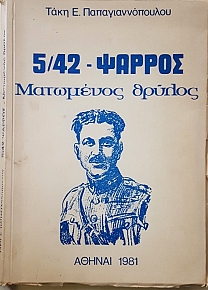 Τάκη Ε. Παπαγιαννόπουλου
5/42 - ΨΑΡΡΟΣ
Ματωμένος θρύλος
ΑΘΗΝΑΙ 1981